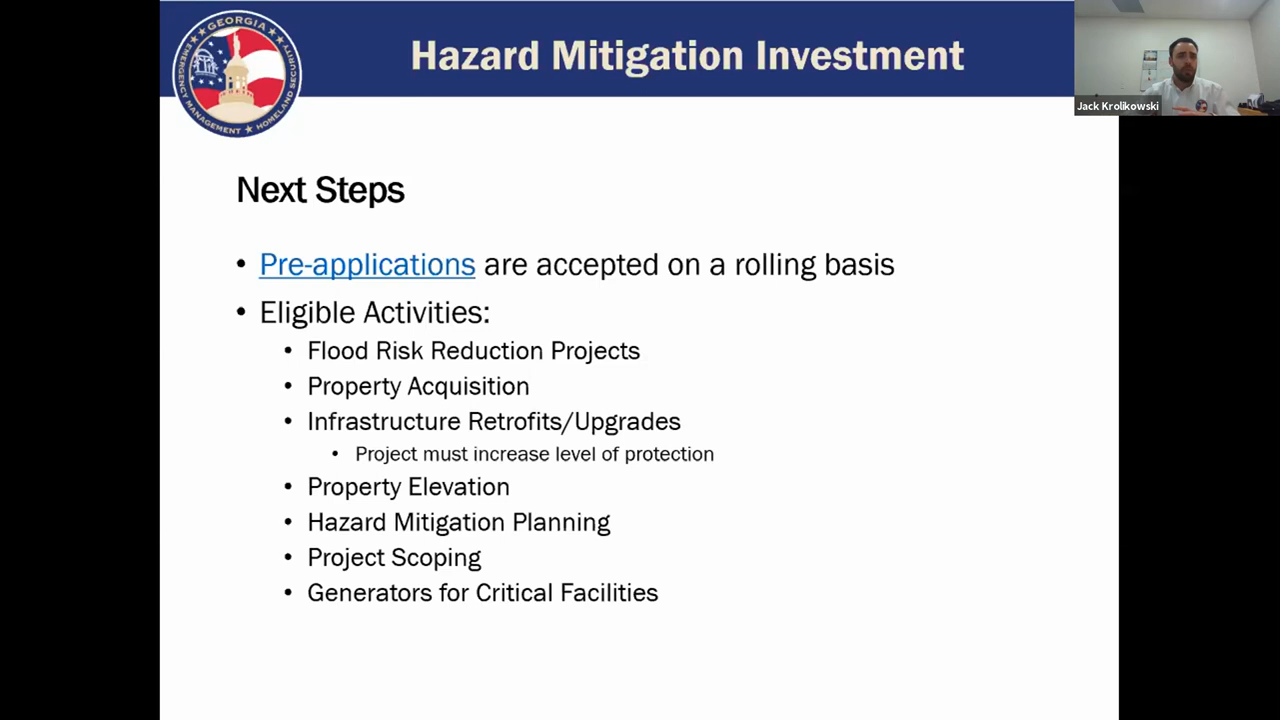 GEORGIA
EMERGENCY MANAGEMENT ★ HOMELAND SECURITY
Hazard Mitigation Investment
Jack Krolikowski
Next Steps
• Pre-applications are accepted on a rolling basis
• Eligible Activities:
• Flood Risk Reduction Projects
• Property Acquisition
• Infrastructure Retrofits/Upgrades
• Project must increase level of protection
• Property Elevation
• Hazard Mitigation Planning
• Project Scoping
• Generators for Critical Facilities